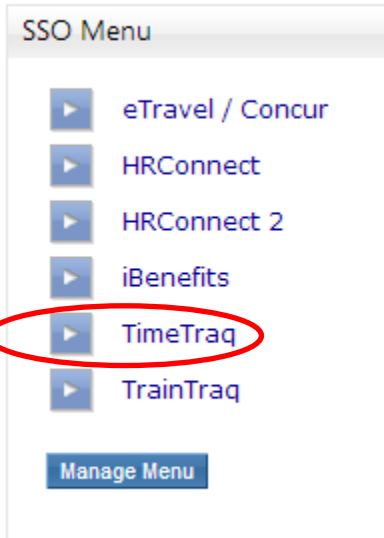 SSO Menu
eTravel / Concur
HRConnect
HRConnect 2
iBenefits
TimeTraq
TrainTraq
Manage Menu